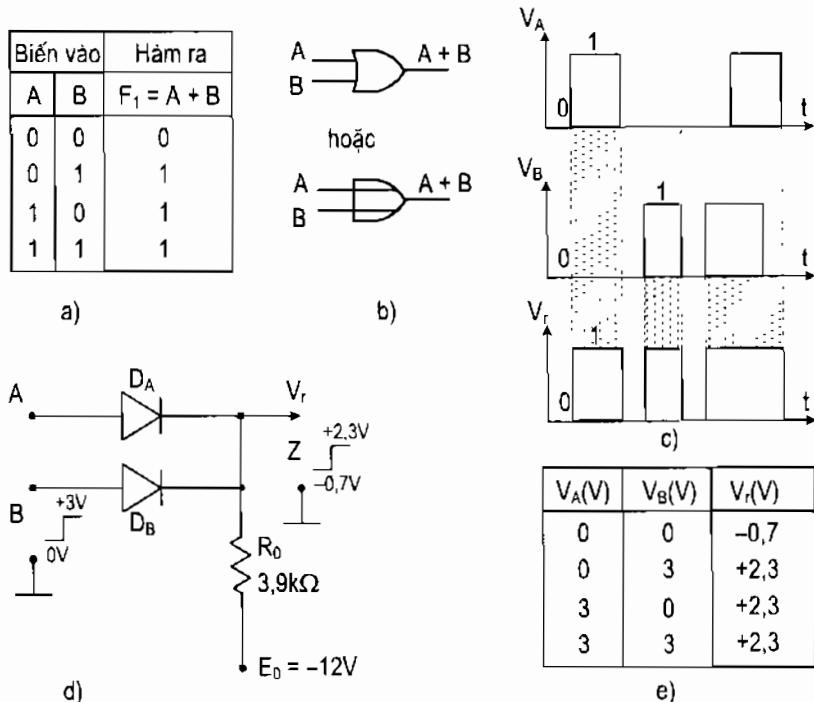 Biến vào Hàm ra
A B F₁ = A + B
0 0 0
0 1 1
1 0 1
1 1 1
a)
A A + B
B
hoặc
A A + B
B
b)
V_A
1
0 t
V_B
1
0 t
V_r
1
0 t
c)
A D_A V_r
B D_B
+3V
0V
Z +2,3V
–0,7V
R₀
3,9kΩ
E₀ = –12V
d)
V_A(V) V_B(V) V_r(V)
0 0 –0,7
0 3 +2,3
3 0 +2,3
3 3 +2,3
e)